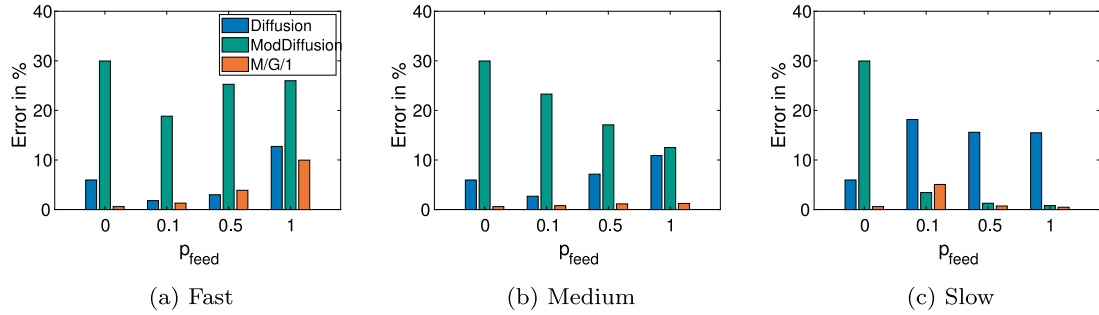 Error in %
40
30
20
10
0
Diffusion
ModDiffusion
M/G/1
0 0.1 0.5 1
p_feed
(a) Fast
Error in %
40
30
20
10
0
0 0.1 0.5 1
p_feed
(b) Medium
Error in %
40
30
20
10
0
0 0.1 0.5 1
p_feed
(c) Slow